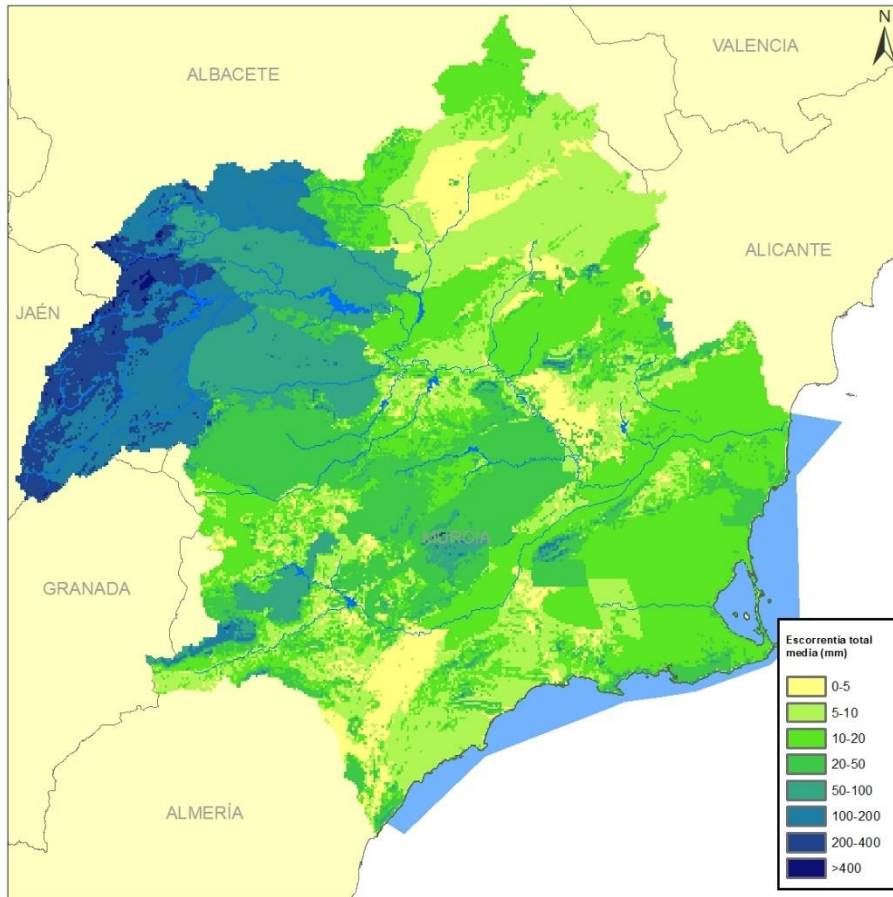 N
VALENCIA
ALBACETE
ALICANTE
JAÉN
MURCIA
GRANADA
ALMERÍA
Escorrentía total
media (mm)
0-5
5-10
10-20
20-50
50-100
100-200
200-400
>400